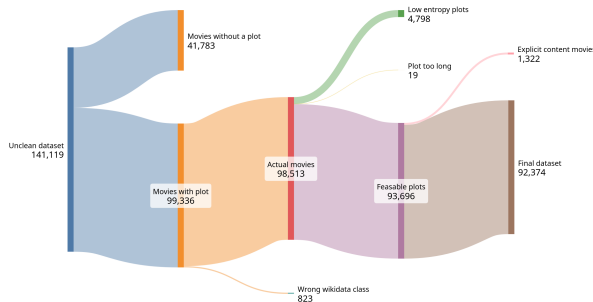 Low entropy plots
4,798
Movies without a plot
41,783
Explicit content movie
1,322
Plot too long
19
Unclean dataset
141,119
Actual movies
98,513
Final dataset
92,374
Movies with plot
99,336
Feasable plots
93,696
Wrong wikidata class
823